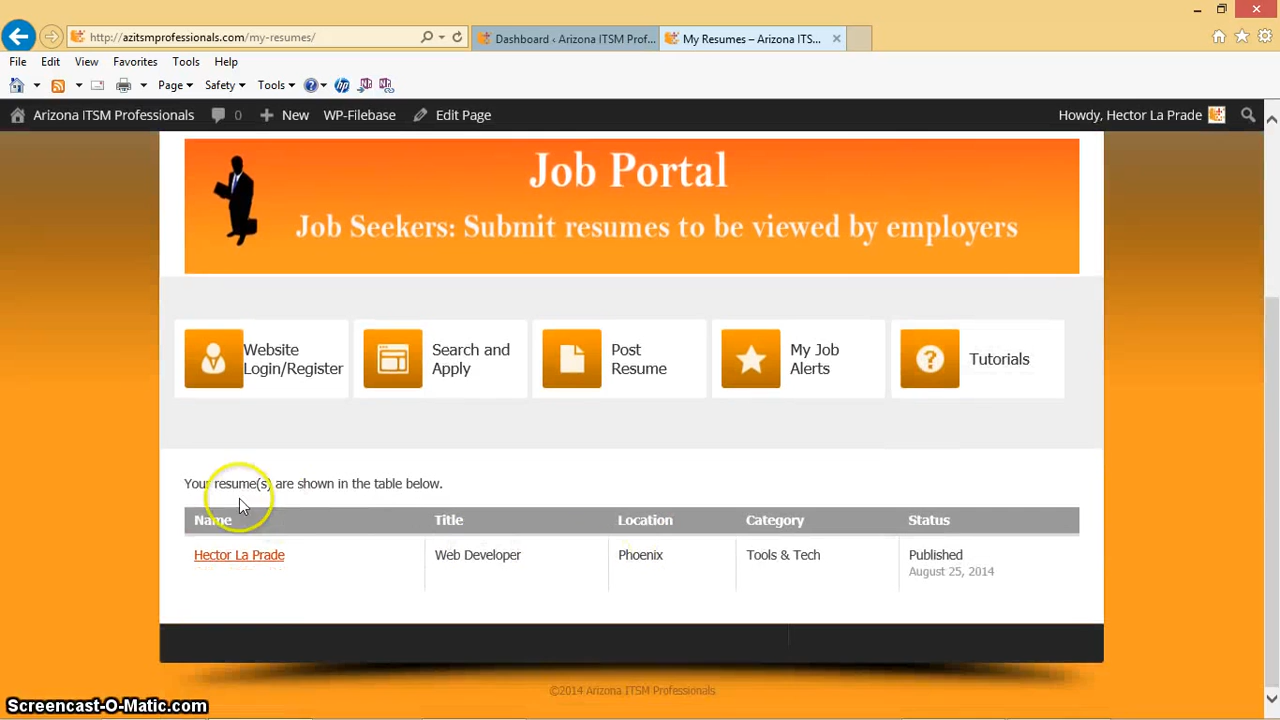 http://azitsmprofessionals.com/my-resumes/
Dashboard ‹ Arizona ITSM Prof...
My Resumes – Arizona ITS...
File Edit View Favorites Tools Help
Page Safety Tools
Arizona ITSM Professionals 0 New WP-Filebase Edit Page Howdy, Hector La Prade
Job Portal
Job Seekers: Submit resumes to be viewed by employers
Website
Login/Register
Search and
Apply
Post
Resume
My Job
Alerts
Tutorials
Your resume(s) are shown in the table below.
Name Title Location Category Status
Hector La Prade Web Developer Phoenix Tools & Tech Published
August 25, 2014
©2014 Arizona ITSM Professionals
Screencast-O-Matic.com